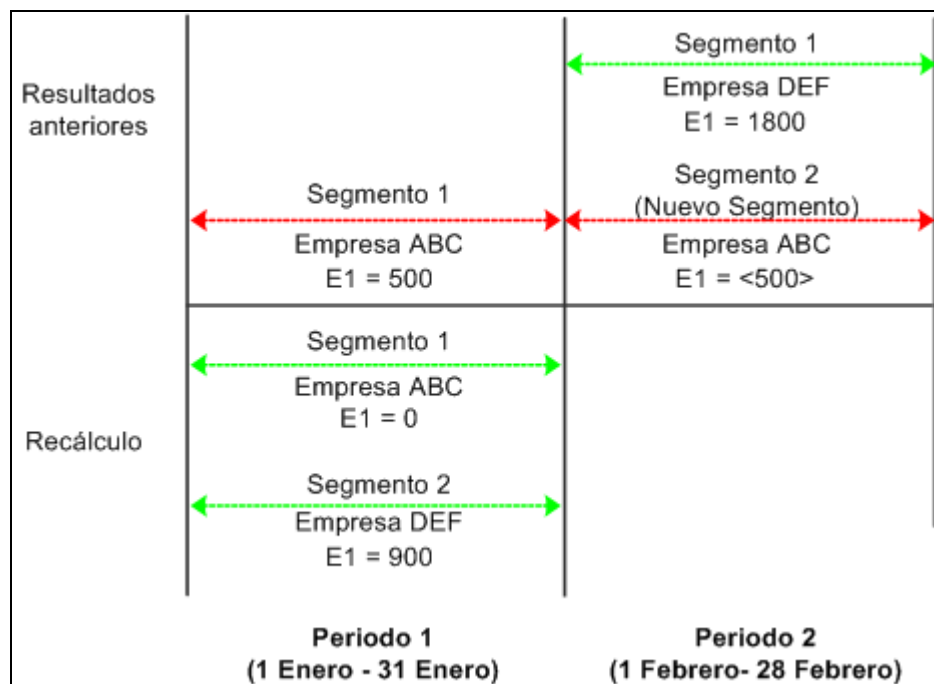 Resultados
anteriores
Segmento 1
Empresa ABC
E1 = 500
Segmento 1
Empresa DEF
E1 = 1800
Segmento 2
(Nuevo Segmento)
Empresa ABC
E1 = <500>
Recálculo
Segmento 1
Empresa ABC
E1 = 0
Segmento 2
Empresa DEF
E1 = 900
Periodo 1
(1 Enero - 31 Enero)
Periodo 2
(1 Febrero- 28 Febrero)